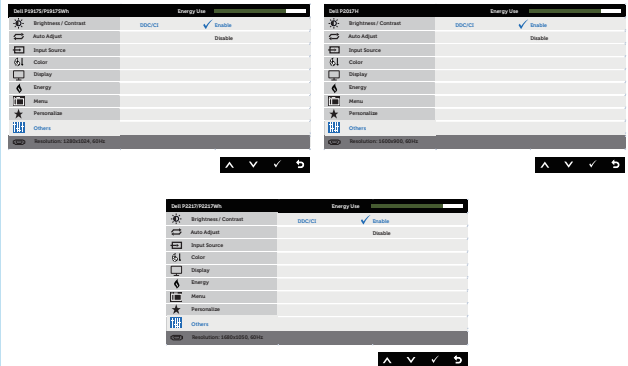 Dell P1917S/P1917SWh Energy Use
Brightness / Contrast DDC/CI Enable
Auto Adjust Disable
Input Source
Color
Display
Energy
Menu
Personalize
Others
Resolution: 1280x1024, 60Hz
Dell P2017H Energy Use
Brightness / Contrast DDC/CI Enable
Auto Adjust Disable
Input Source
Color
Display
Energy
Menu
Personalize
Others
Resolution: 1600x900, 60Hz
Dell P2217/P2217Wh Energy Use
Brightness / Contrast DDC/CI Enable
Auto Adjust Disable
Input Source
Color
Display
Energy
Menu
Personalize
Others
Resolution: 1680x1050, 60Hz